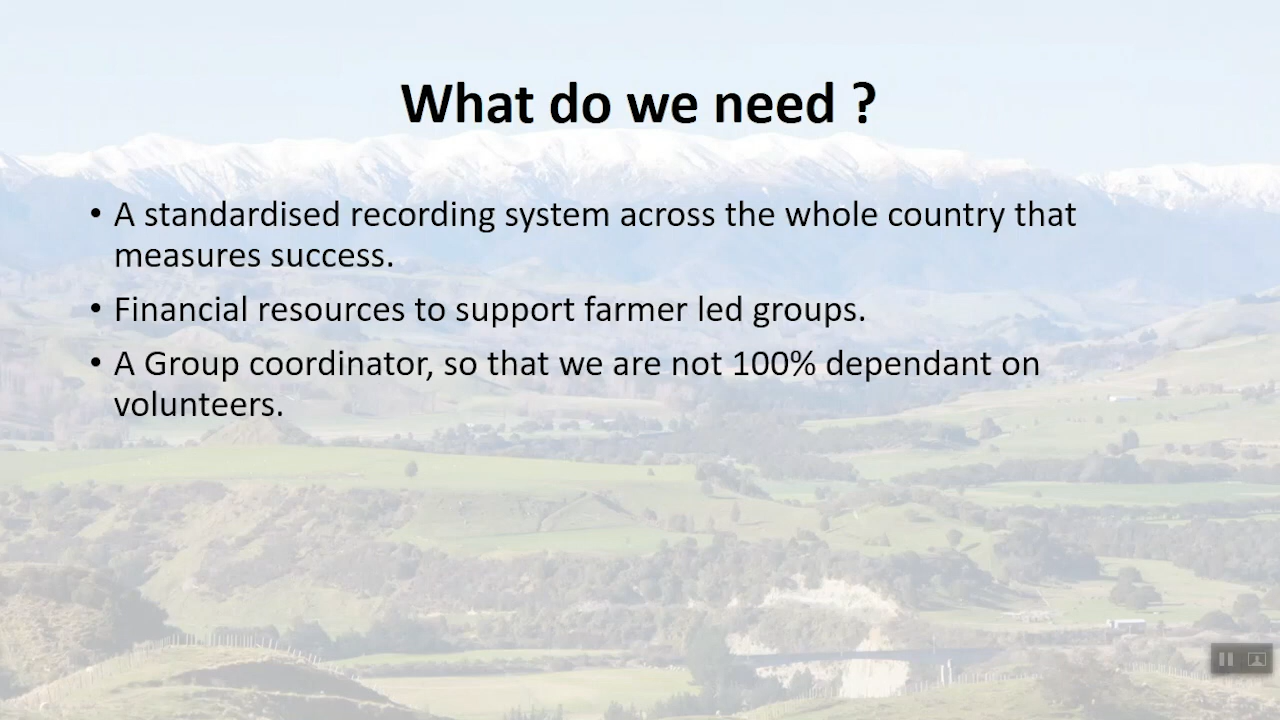 What do we need ?
• A standardised recording system across the whole country that
measures success.
• Financial resources to support farmer led groups.
• A Group coordinator, so that we are not 100% dependant on
volunteers.